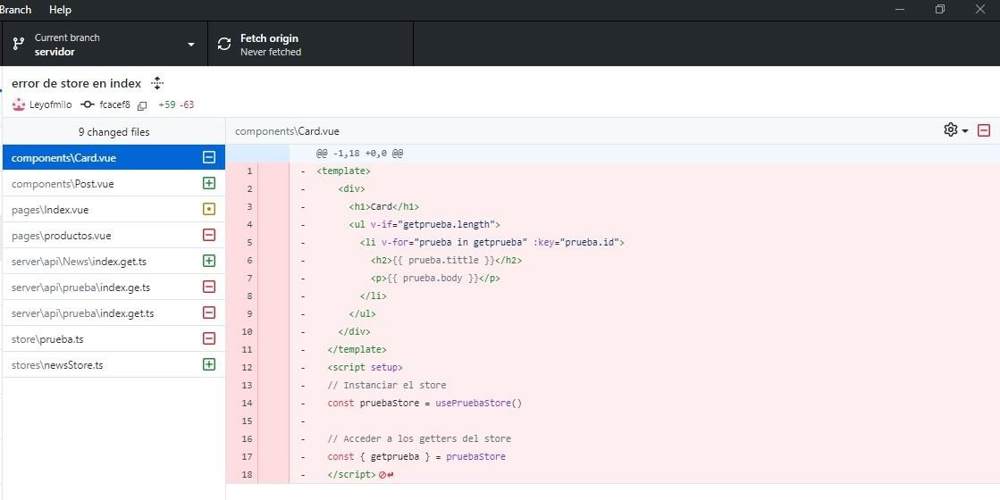 Branch Help
Current branch
servidor
Fetch origin
Never fetched
error de store en index
Leyofmilo fcacef8 +59 -63
9 changed files
components\Card.vue
components\Post.vue
pages\Index.vue
pages\productos.vue
server\api\News\index.get.ts
server\api\prueba\index.ge.ts
server\api\prueba\index.get.ts
store\prueba.ts
stores\newsStore.ts
components\Card.vue
@@ -1,18 +0,0 @@
1 - <template>
2 - <div>
3 - <h1>Card</h1>
4 - <ul v-if="getprueba.length">
5 - <li v-for="prueba in getprueba" :key="prueba.id">
6 - <h2>{{ prueba.tittle }}</h2>
7 - <p>{{ prueba.body }}</p>
8 - </li>
9 - </ul>
10 - </div>
11 - </template>
12 - <script setup>
13 - // Instanciar el store
14 - const pruebaStore = usePruebaStore()
15 -
16 - // Acceder a los getters del store
17 - const { getprueba } = pruebaStore
18 - </script>